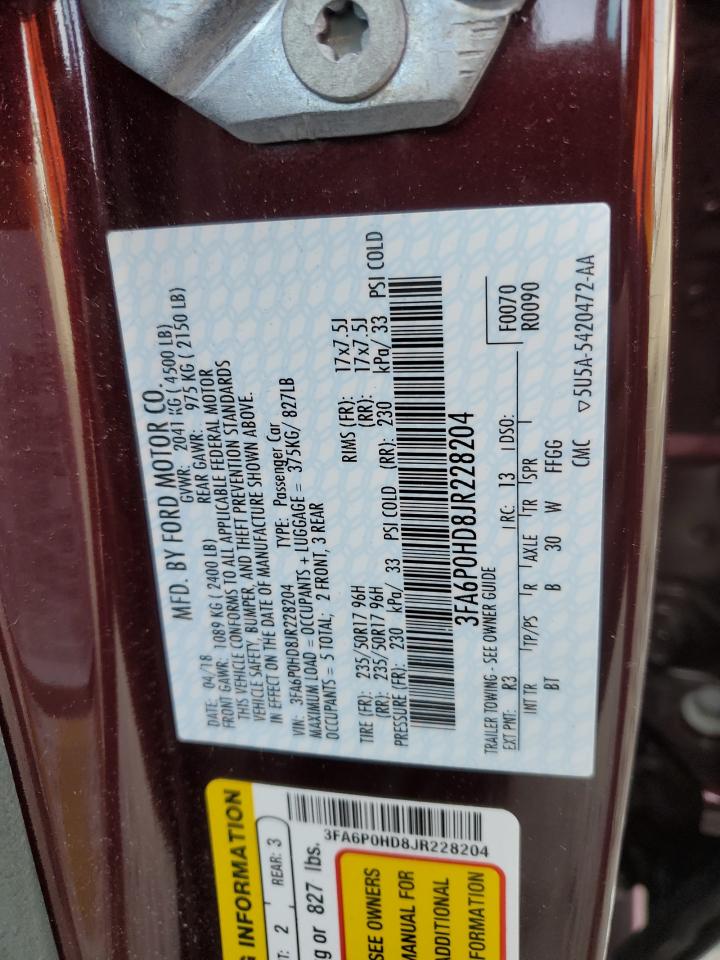 MFD. BY FORD MOTOR CO.
DATE: 04/18 GVWR: 2041 KG ( 4500 LB)
FRONT GAWR: 1089 KG ( 2400 LB) REAR GAWR: 975 KG ( 2150 LB)
THIS VEHICLE CONFORMS TO ALL APPLICABLE FEDERAL MOTOR
VEHICLE SAFETY, BUMPER, AND THEFT PREVENTION STANDARDS
IN EFFECT ON THE DATE OF MANUFACTURE SHOWN ABOVE.
VIN: 3FA6P0HD8JR228204 TYPE: Passenger Car
MAXIMUM LOAD = OCCUPANTS + LUGGAGE = 375KG/ 827LB
OCCUPANTS = 5 TOTAL; 2 FRONT, 3 REAR
TIRE (FR): 235/50R17 96H RIMS (FR): 17x7.5J
(RR): 235/50R17 96H (RR): 17x7.5J
PRESSURE (FR): 230 kPa/ 33 PSI COLD (RR): 230 kPa/ 33 PSI COLD
3FA6P0HD8JR228204
TRAILER TOWING - SEE OWNER GUIDE
F0070
R0090
EXT PNT: R3 RC: 13 DSO:
INT TR TP/PS R AXLE TR SPR
BT B 30 W FFGG
CMC ▽5U5A-5420472-AA
G INFORMATION
T: 2 REAR: 3
g or 827 lbs.
3FA6P0HD8JR228204
SEE OWNERS
MANUAL FOR
ADDITIONAL
FORMATION